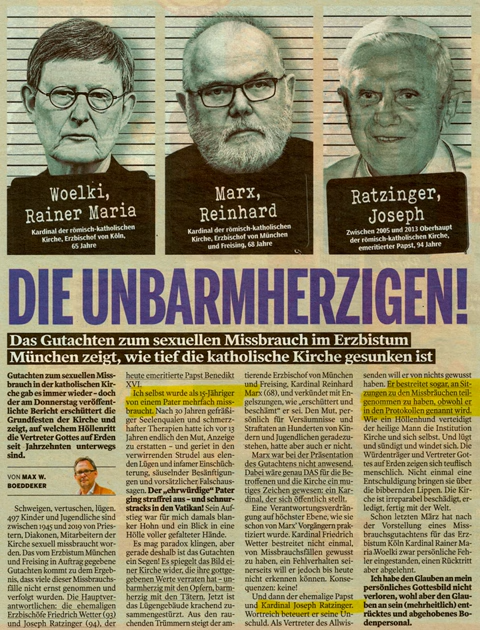 Woelki,
Rainer Maria
Kardinal der römisch-katholischen
Kirche, Erzbischof von Köln,
65 Jahre
Marx,
Reinhard
Kardinal der römisch-katholischen
Kirche, Erzbischof von München
und Freising, 68 Jahre
Ratzinger,
Joseph
Zwischen 2005 und 2013 Oberhaupt
der römisch-katholischen Kirche,
emeritierter Papst, 94 Jahre
DIE UNBARMHERZIGEN!
Das Gutachten zum sexuellen Missbrauch im Erzbistum
München zeigt, wie tief die katholische Kirche gesunken ist
Gutachten zum sexuellen Miss-
brauch in der katholischen Kir-
che gab es immer wieder – doch
der am Donnerstag veröffent-
lichte Bericht erschüttert die
Grundfesten der Kirche und
zeigt, auf welchem Höllenritt
die Vertreter Gottes auf Erden
seit Jahrzehnten unterwegs
sind.
VON MAX W.
BOEDDEKER
Schweigen, vertuschen, lügen.
497 Kinder und Jugendliche sind
zwischen 1945 und 2019 von Pries-
tern, Diakonen, Mitarbeitern der
Kirche sexuell missbraucht wor-
den. Das vom Erzbistum München
und Freising in Auftrag gegebene
Gutachten kommt zu dem Ergeb-
nis, dass viele dieser Missbrauchs-
fälle nicht ernst genommen und
vertuscht wurden. Die Hauptver-
antwortlichen: die ehemaligen
Erzbischöfe Friedrich Wetter (93)
und Joseph Ratzinger (94), der
heute emeritierte Papst Benedikt
XVI.
Ich selbst wurde als 15-Jähriger
von einem Pater mehrfach miss-
braucht. Nach 30 Jahren gefräßi-
ger Seelenqualen und schmerz-
hafter Therapien hatte ich vor 13
Jahren endlich den Mut, Anzeige
zu erstatten – und geriet in den
verwirrenden Strudel aus elen-
den Lügen und infamer Einschüch-
terung, säuselnder Besänftigun-
gen und vorsätzlicher Falschaus-
sagen. Der „ehrwürdige“ Pater
ging straffrei aus – und schnur-
stracks in den Vatikan! Sein Auf-
stieg war für mich damals blan-
ker Hohn und ein Blick in eine
Hölle voller gefallener Hände.
Es mag paradox klingen, aber
gerade deshalb ist das Gutachten
ein Segen! Es spiegelt das Bild ei-
ner Kirche wider, die ihre gottge-
gebenen Werte verraten hat – un-
barmherzig mit den Opfern, barm-
herzig mit den Tätern. Jetzt ist
das Lügengebäude krachend zu-
sammengestürzt. Aus den rau-
chenden Trümmern steigt der am-
tierende Erzbischof von München
und Freising, Kardinal Reinhard
Marx (68), und verkündet mit En-
gelszungen, wie „erschüttert und
beschämt“ er sei. Den Mut, per-
sönlich für Versäumnisse und
Straftaten an Hunderten von Kin-
dern und Jugendlichen geradezu-
stehen, hatte aber auch er nicht.
Marx war bei der Präsentation
des Gutachtens nicht anwesend.
Dabei wäre genau DAS für die Be-
troffenen und die Kirche ein mu-
tiges Zeichen gewesen: ein Kar-
dinal, der sich öffentlich stellt.
Eine Verantwortungsverdrän-
gung auf höchster Ebene, wie sie
schon von Marx' Vorgängern prak-
tiziert wurde. Kardinal Friedrich
Wetter bestreitet nicht einmal,
von Missbrauchsfällen gewusst
zu haben, ein Fehlverhalten sei-
nerseits will er jedoch bis heute
nicht erkennen können. Konse-
quenzen: keine!
Und dann der ehemalige Papst
und Kardinal Joseph Ratzinger.
Wortreich beteuert er seine Un-
schuld. Als Vertreter des Allwis-
senden will er von nichts gewusst
haben. Er bestreitet sogar, an Sit-
zungen zu den Missbräuchen teil-
genommen zu haben, obwohl er
in den Protokollen genannt wird.
Wie ein Höllenhund verteidigt
der heilige Mann die Institution
Kirche und sich selbst. Und lügt
und sündigt und windet sich. Die
Würdenträger und Vertreter Got-
tes auf Erden zeigen sich teuflisch
menschlich. Nicht einmal eine
Entschuldigung bringen sie über
die bibbernden Lippen. Die Kir-
che ist irreparabel beschädigt, er-
ledigt, fertig mit der Welt.
Schon letzten März hat nach
der Vorstellung eines Miss-
brauchsgutachtens für das Erz-
bistum Köln Kardinal Rainer Ma-
ria Woelki zwar persönliche Feh-
ler eingestanden, einen Rücktritt
aber abgelehnt.
Ich habe den Glauben an mein
persönliches Gottesbild nicht
verloren, wohl aber den Glau-
ben an sein (mehrheitlich) ent-
rücktes und abgehobenes Bo-
denpersonal.